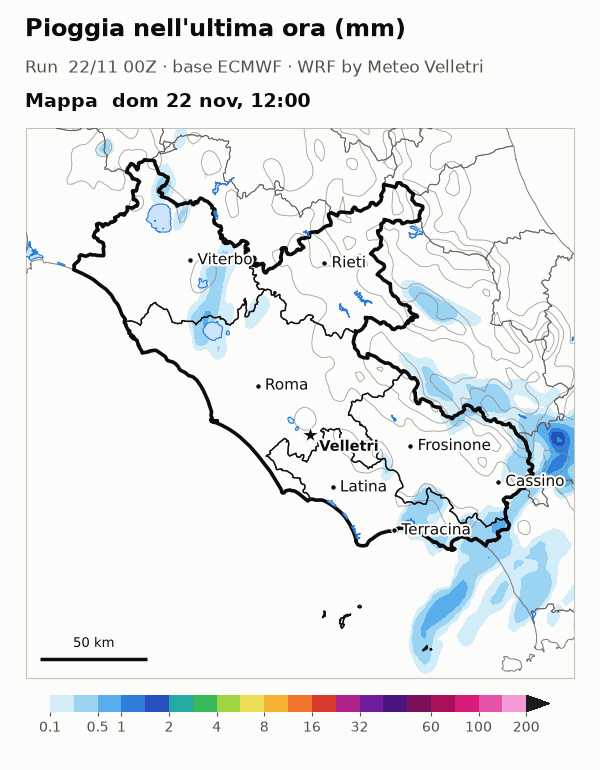 Pioggia nell'ultima ora (mm)
Run  22/11 00Z · base ECMWF · WRF by Meteo Velletri
Mappa  dom 22 nov, 12:00
Viterbo
Rieti
Roma
Velletri
Frosinone
Latina
Cassino
Terracina
50 km
0.1 0.5 1 2 4 8 16 32 60 100 200